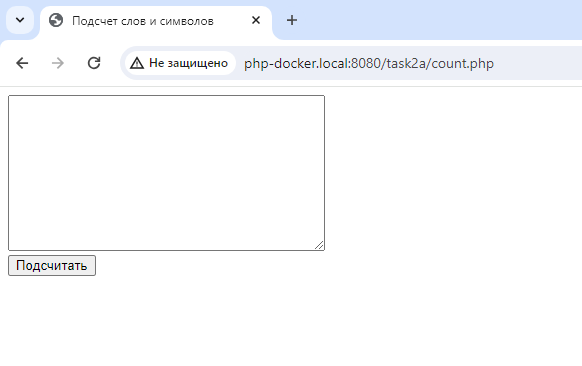 Подсчет слов и символов
Не защищено
php-docker.local:8080/task2a/count.php
Подсчитать